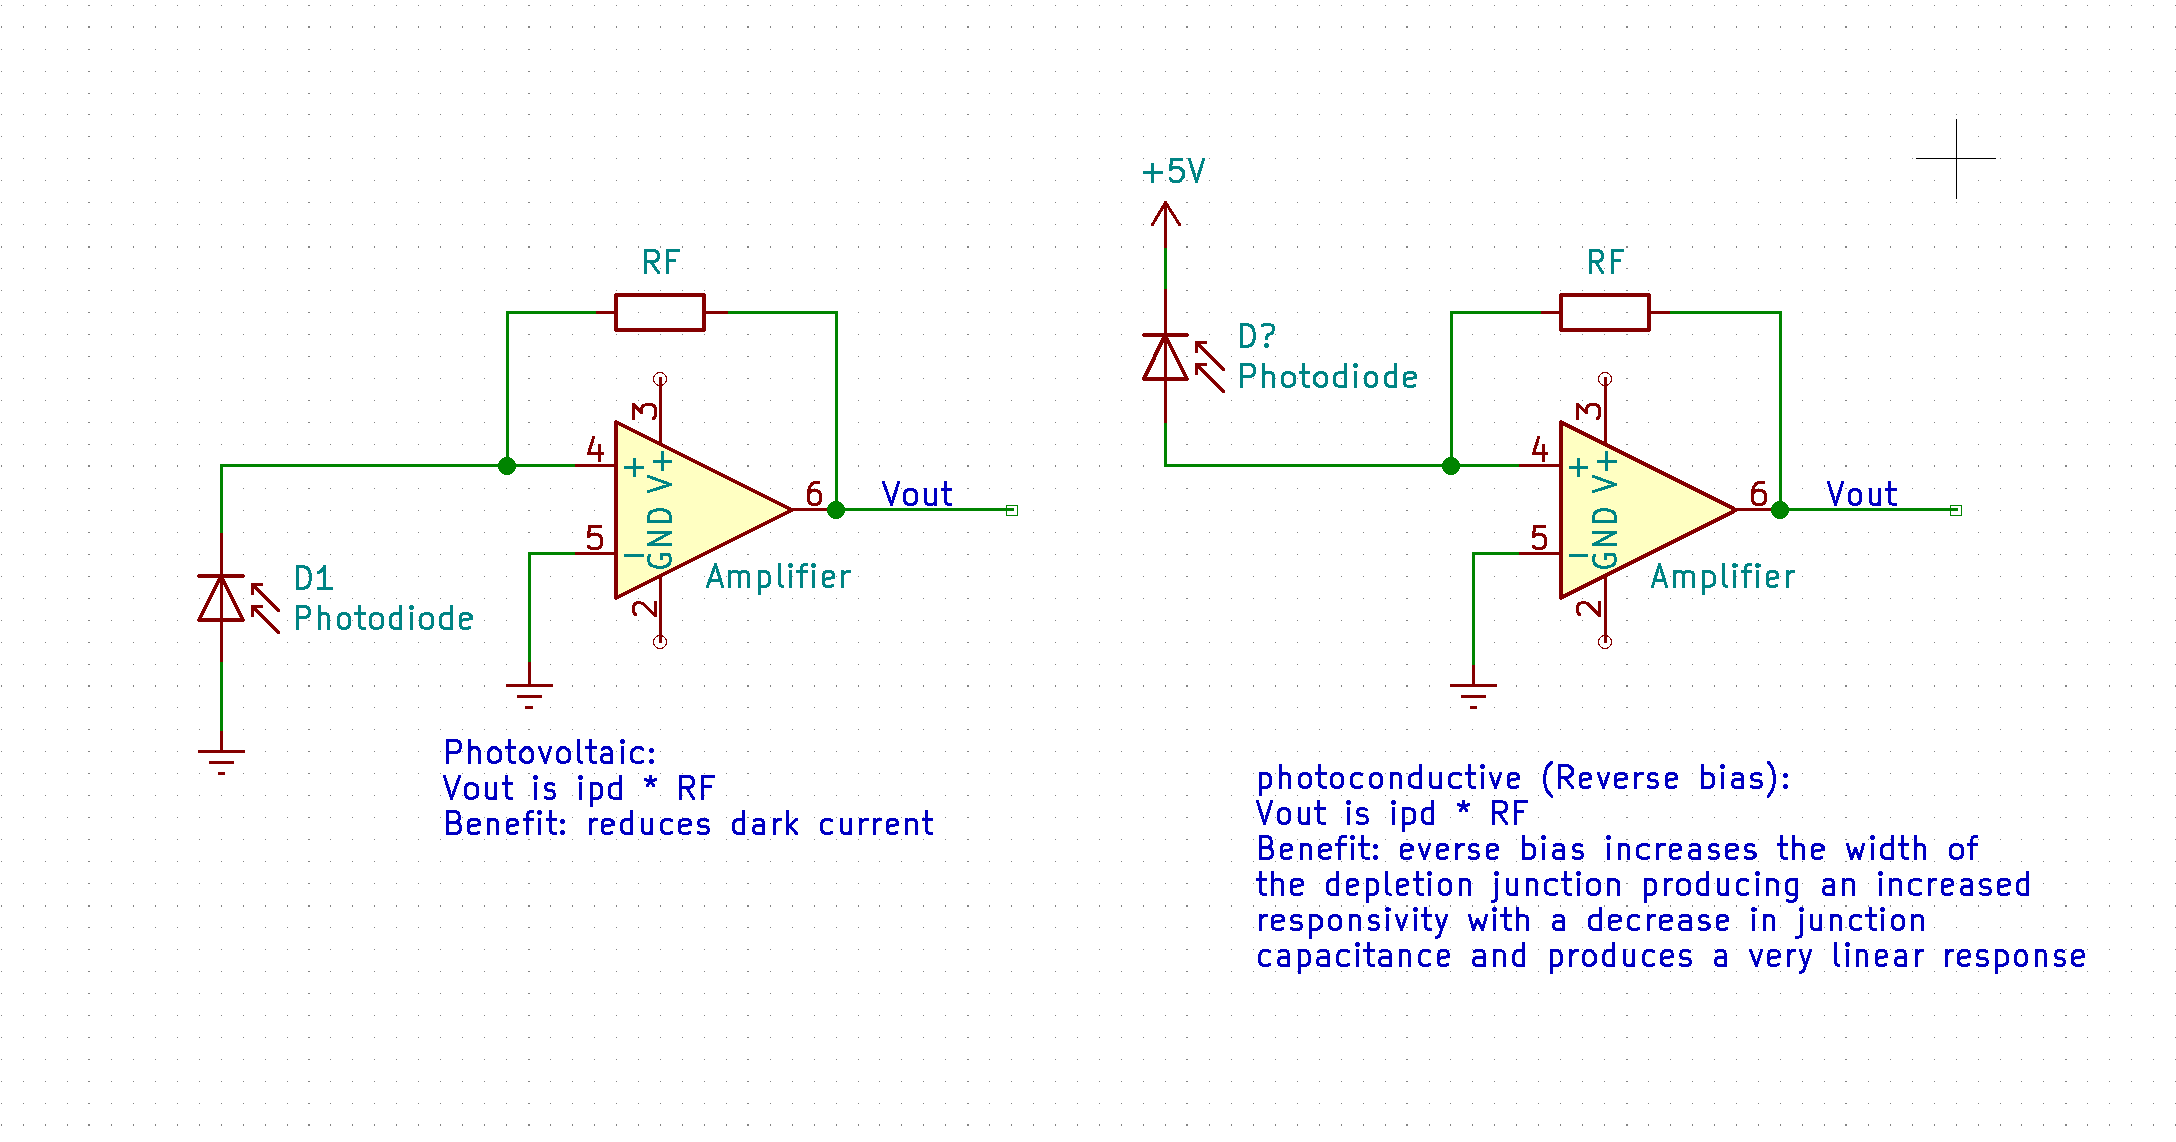 RF
3
4
+
V+
6
Vout
5
−
GND
Amplifier
2
D1
Photodiode
Photovoltaic:
Vout is ipd * RF
Benefit: reduces dark current
+5V
RF
D?
Photodiode
3
4
+
V+
6
Vout
5
−
GND
Amplifier
2
photoconductive (Reverse bias):
Vout is ipd * RF
Benefit: everse bias increases the width of
the depletion junction producing an increased
responsivity with a decrease in junction
capacitance and produces a very linear response